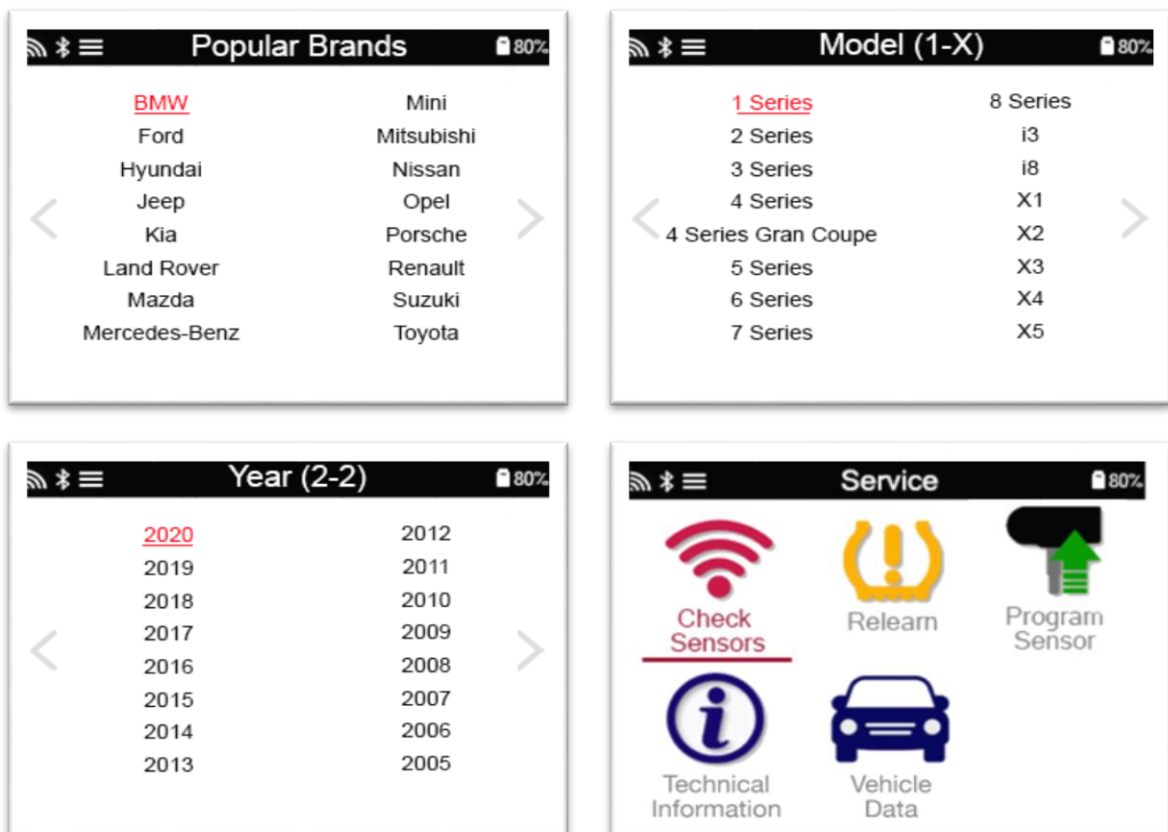 Popular Brands
80%
BMW
Ford
Hyundai
Jeep
Kia
Land Rover
Mazda
Mercedes-Benz
Mini
Mitsubishi
Nissan
Opel
Porsche
Renault
Suzuki
Toyota
Model (1-X)
80%
1 Series
2 Series
3 Series
4 Series
4 Series Gran Coupe
5 Series
6 Series
7 Series
8 Series
i3
i8
X1
X2
X3
X4
X5
Year (2-2)
80%
2020
2019
2018
2017
2016
2015
2014
2013
2012
2011
2010
2009
2008
2007
2006
2005
Service
80%
Check
Sensors
Relearn
Program
Sensor
Technical
Information
Vehicle
Data